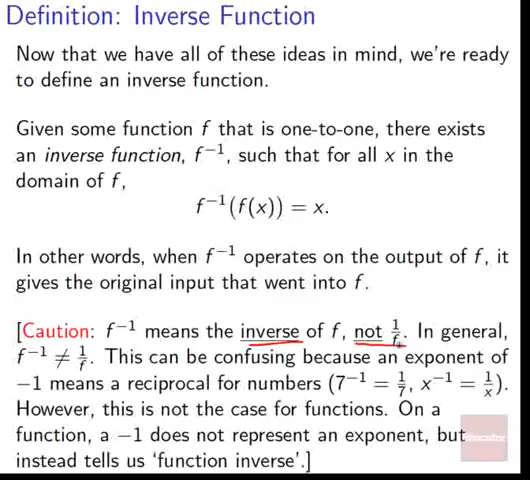 Definition: Inverse Function
Now that we have all of these ideas in mind, we're ready
to define an inverse function.
Given some function f that is one-to-one, there exists
an inverse function, f⁻¹, such that for all x in the
domain of f,
f⁻¹(f(x)) = x.
In other words, when f⁻¹ operates on the output of f, it
gives the original input that went into f.
[Caution: f⁻¹ means the inverse of f, not 1/f. In general,
f⁻¹ ≠ 1/f. This can be confusing because an exponent of
−1 means a reciprocal for numbers (7⁻¹ = 1/7, x⁻¹ = 1/x).
However, this is not the case for functions. On a
function, a −1 does not represent an exponent, but
instead tells us ‘function inverse’.]